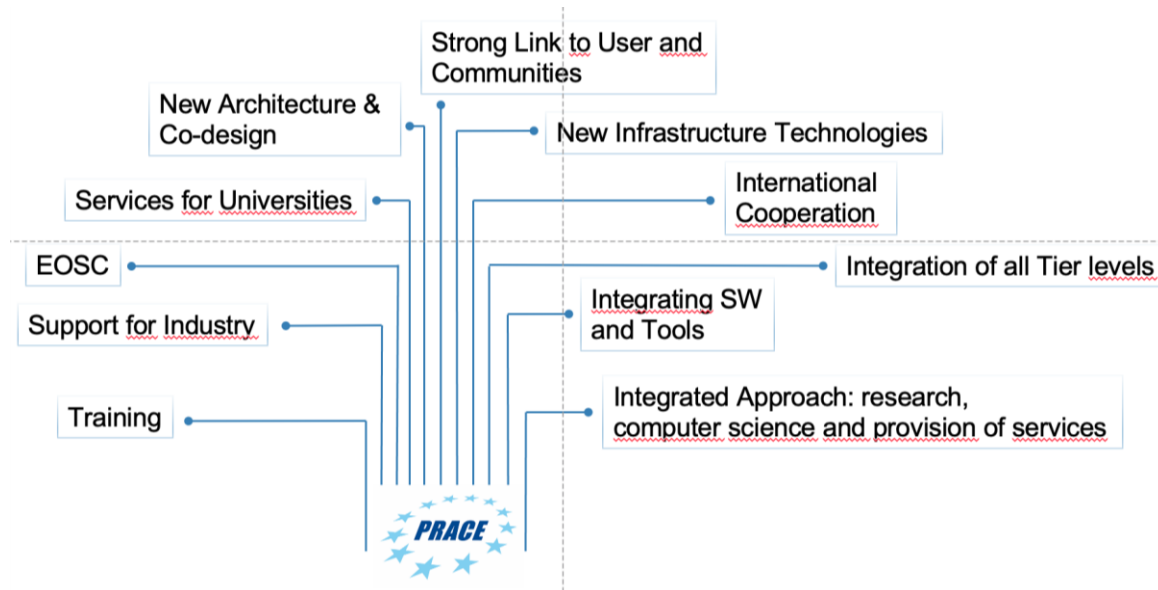 Strong Link to User and
Communities
New Architecture &
Co-design
New Infrastructure Technologies
Services for Universities
International
Cooperation
EOSC
Integration of all Tier levels
Support for Industry
Integrating SW
and Tools
Training
Integrated Approach: research,
computer science and provision of services
PRACE